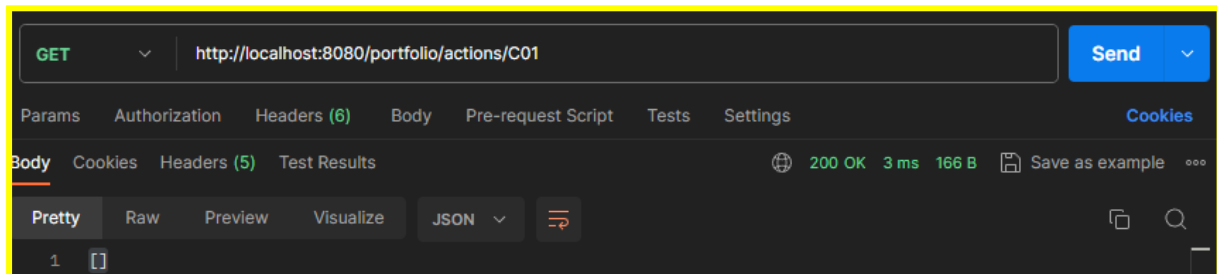 GET http://localhost:8080/portfolio/actions/C01 Send
Params Authorization Headers (6) Body Pre-request Script Tests Settings Cookies
Body Cookies Headers (5) Test Results 200 OK 3 ms 166 B Save as example
Pretty Raw Preview Visualize JSON
1 []